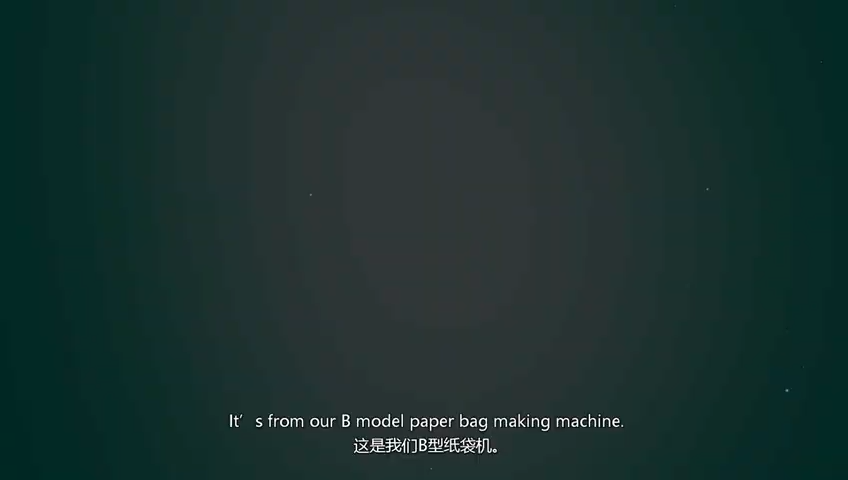 It's from our B model paper bag making machine.
这是我们B型纸袋机。